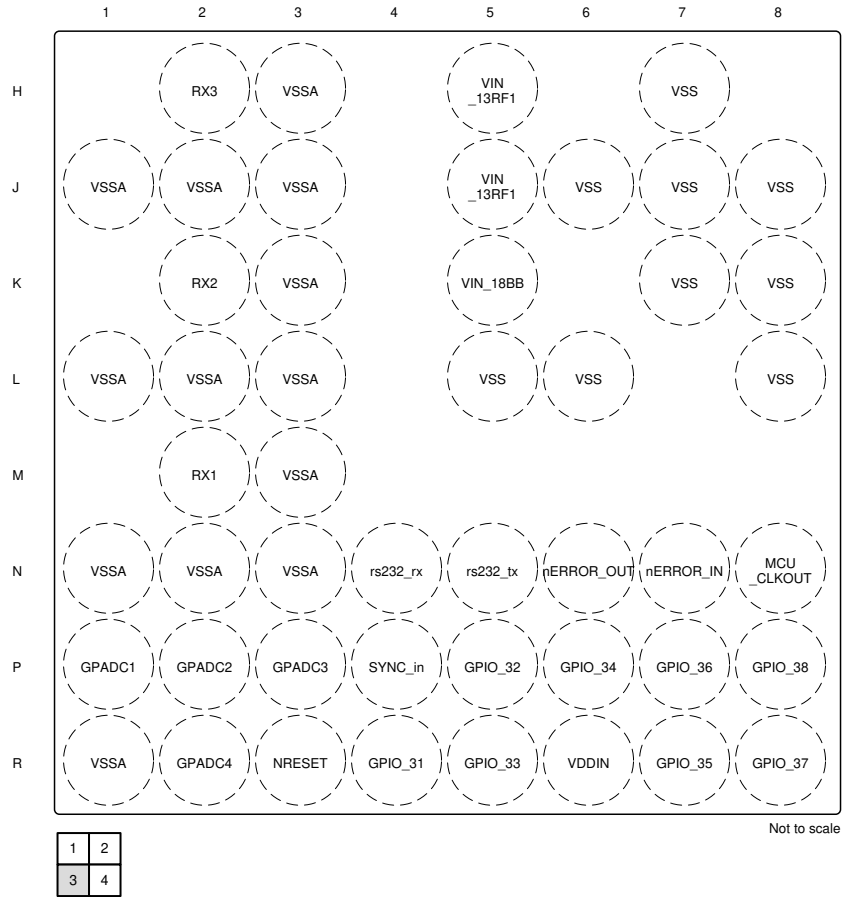 1 2 3 4 5 6 7 8
H RX3 VSSA VIN _13RF1 VSS
J VSSA VSSA VSSA VIN _13RF1 VSS VSS VSS
K RX2 VSSA VIN_18BB VSS VSS
L VSSA VSSA VSSA VSS VSS VSS
M RX1 VSSA
N VSSA VSSA VSSA rs232_rx rs232_tx nERROR_OUT nERROR_IN MCU _CLKOUT
P GPADC1 GPADC2 GPADC3 SYNC_in GPIO_32 GPIO_34 GPIO_36 GPIO_38
R VSSA GPADC4 NRESET GPIO_31 GPIO_33 VDDIN GPIO_35 GPIO_37
Not to scale
1 2
3 4